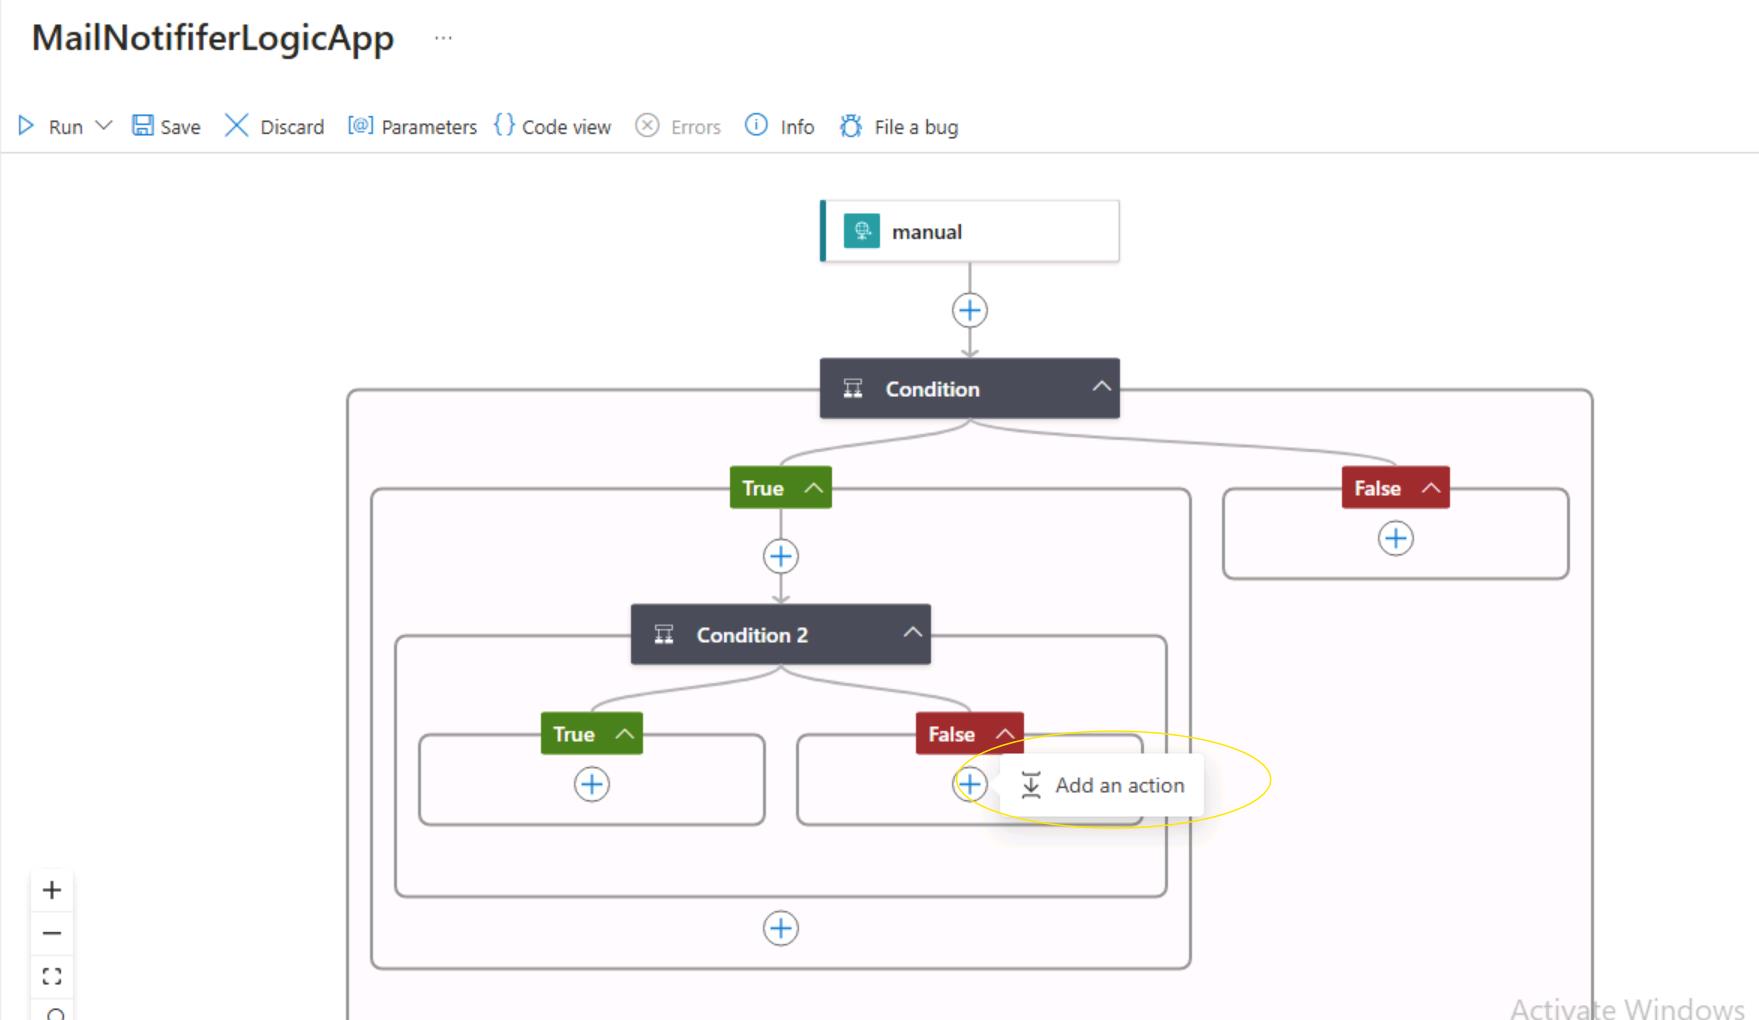 MailNotififerLogicApp ...
Run Save Discard [@] Parameters {} Code view Errors Info File a bug
manual
Condition
True False
Condition 2
True False
Add an action
Activate Windows